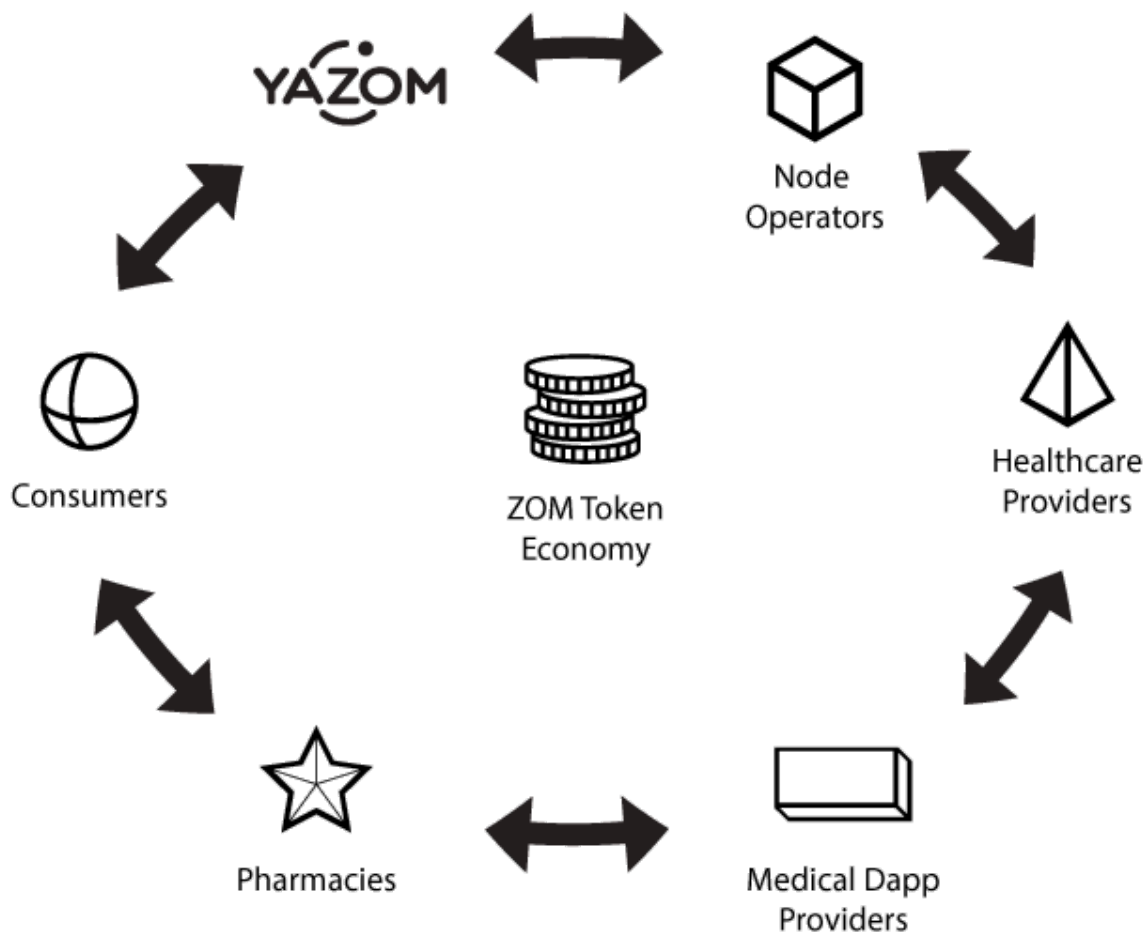 YAZOM
Node
Operators
Healthcare
Providers
Consumers
ZOM Token
Economy
Pharmacies
Medical Dapp
Providers